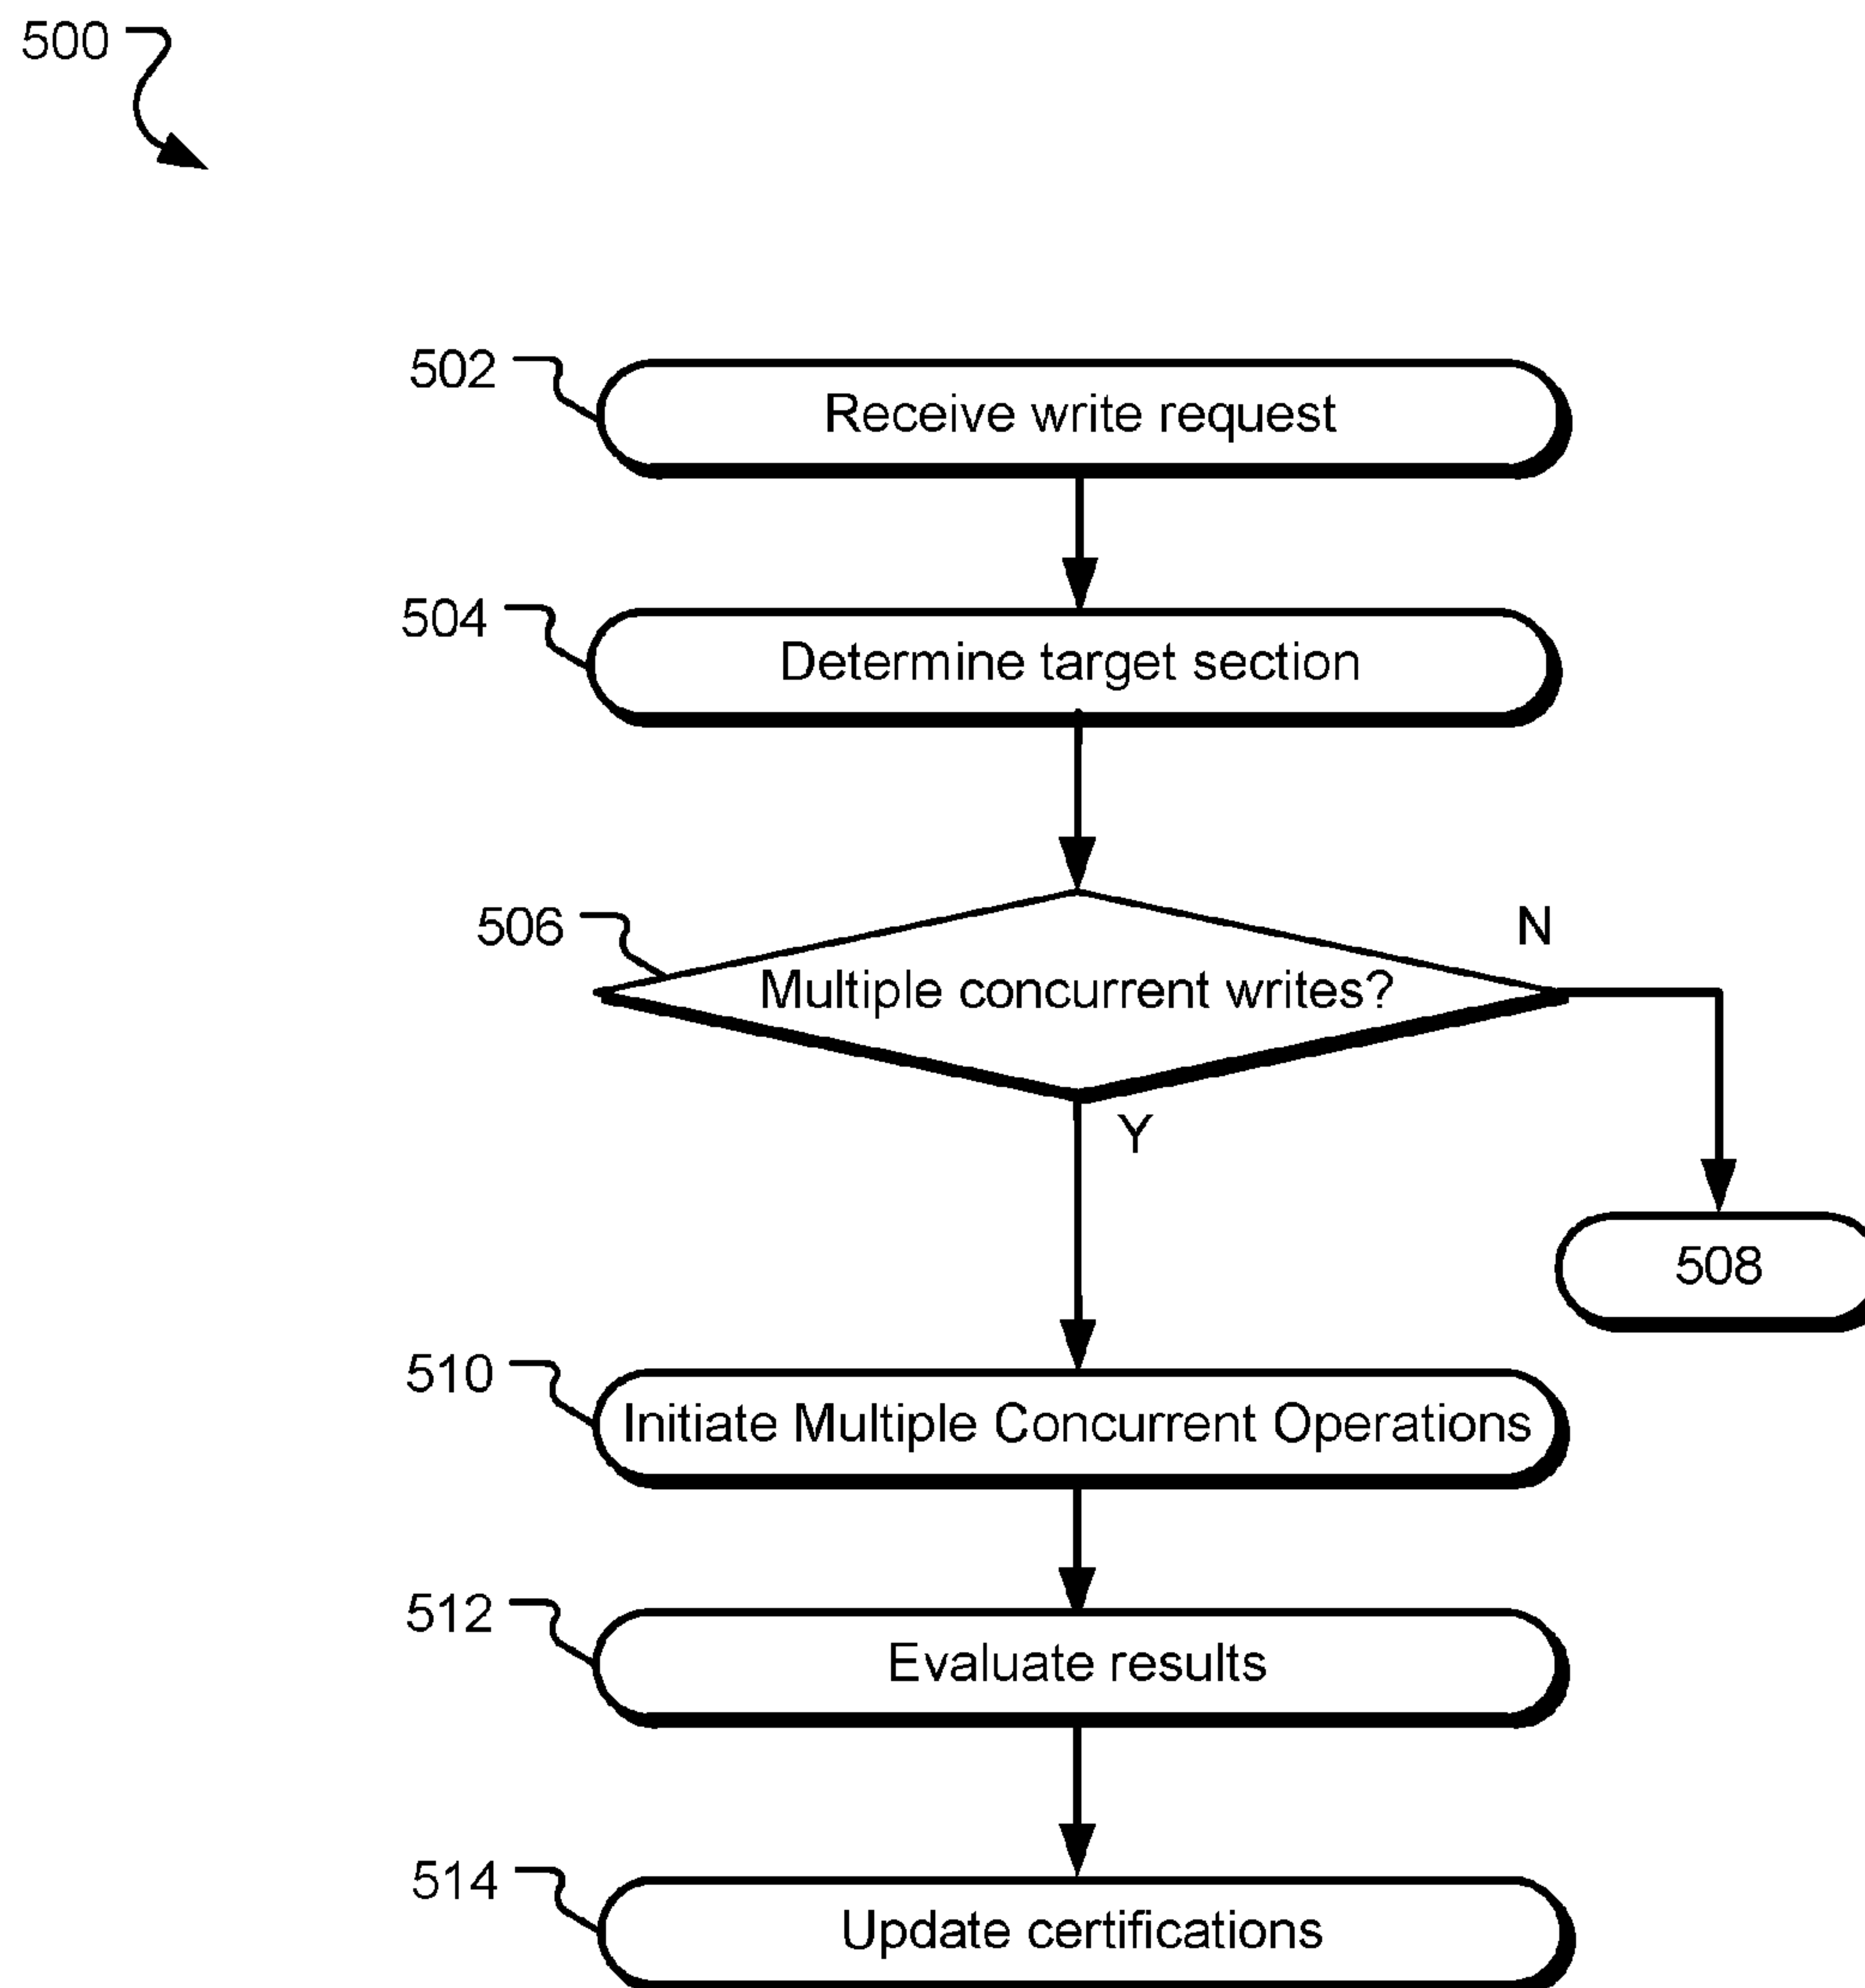 500
502
Receive write request
504
Determine target section
506
N
Multiple concurrent writes?
Y
508
510
Initiate Multiple Concurrent Operations
512
Evaluate results
514
Update certifications